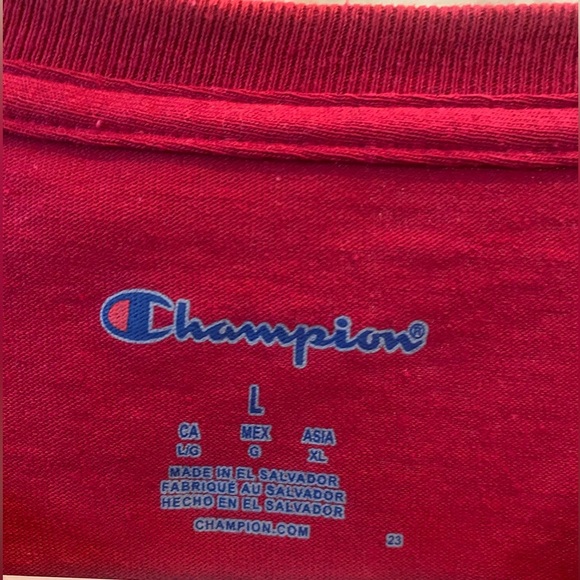 Champion®
L
CA MEX ASIA
L/G G XL
MADE IN EL SALVADOR
FABRIQUÉ AU SALVADOR
HECHO EN EL SALVADOR
CHAMPION.COM
23